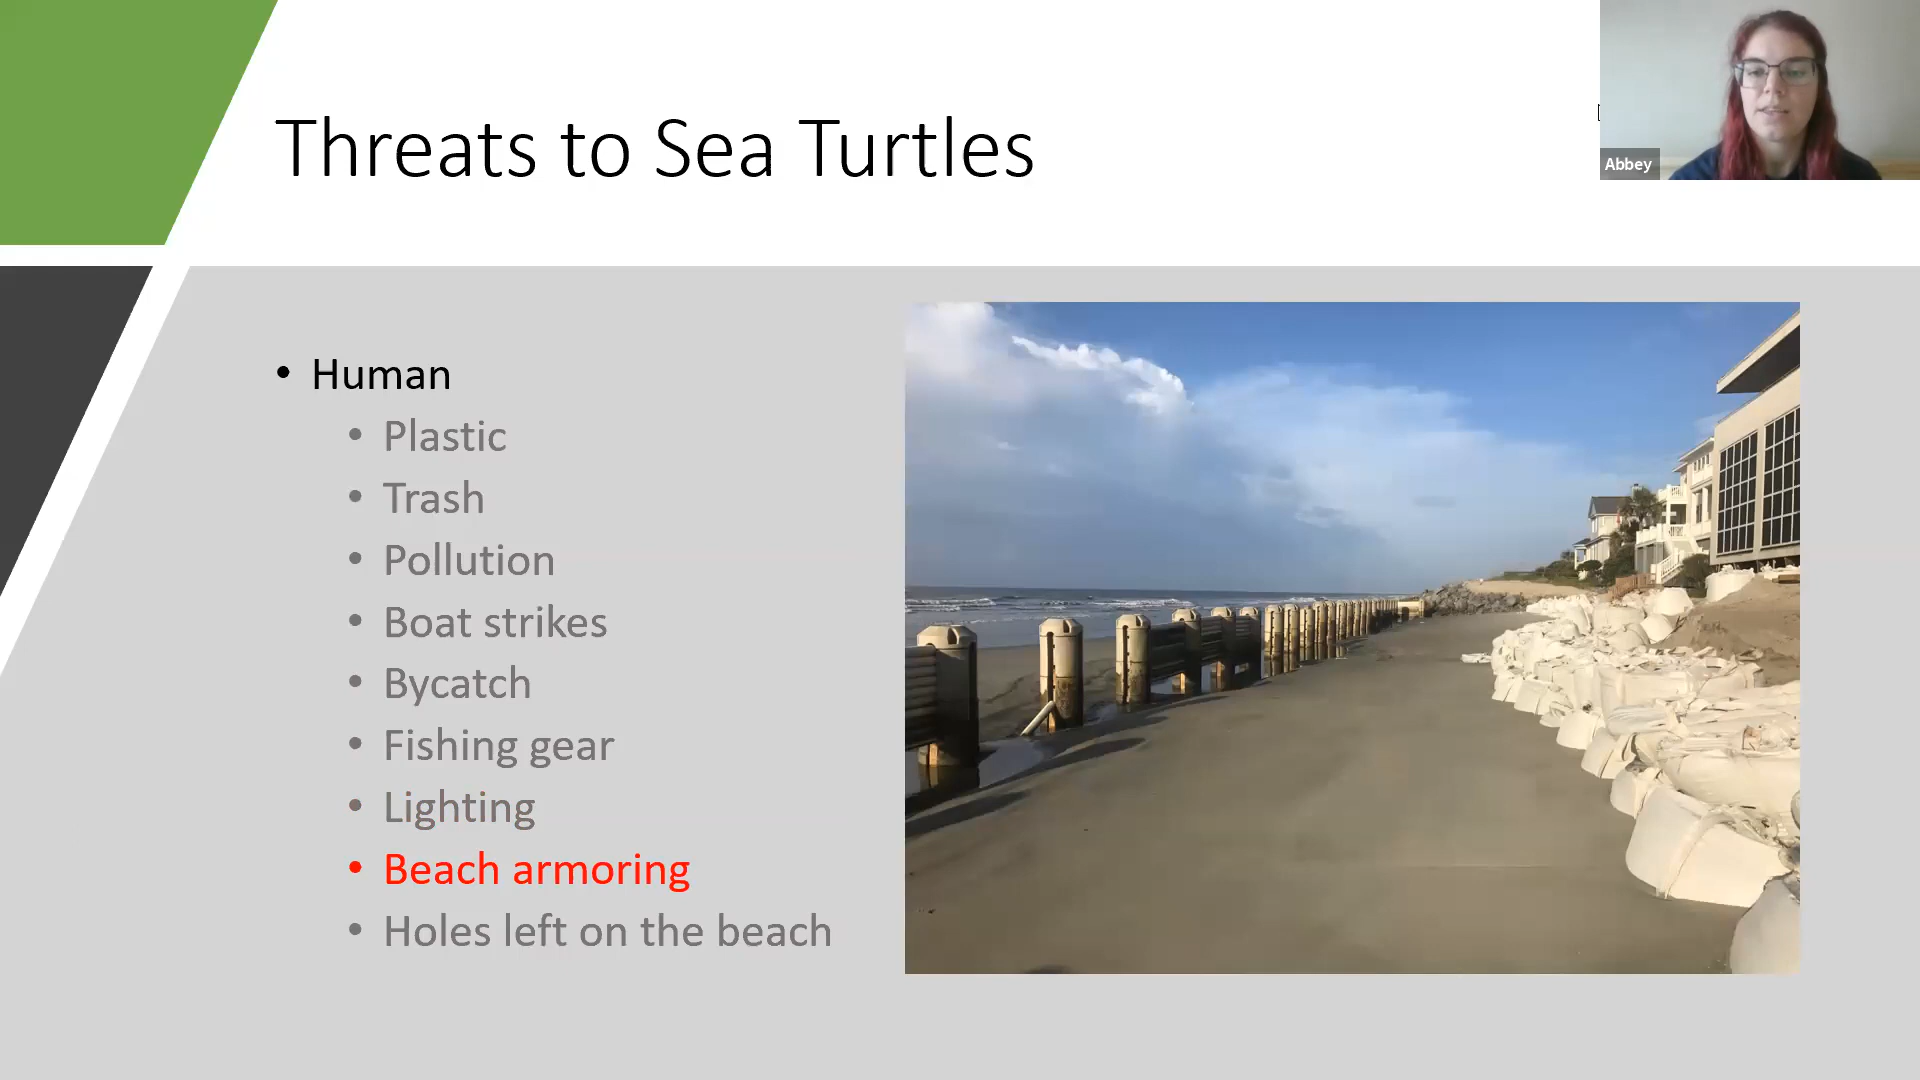 Threats to Sea Turtles
Abbey
• Human
• Plastic
• Trash
• Pollution
• Boat strikes
• Bycatch
• Fishing gear
• Lighting
• Beach armoring
• Holes left on the beach